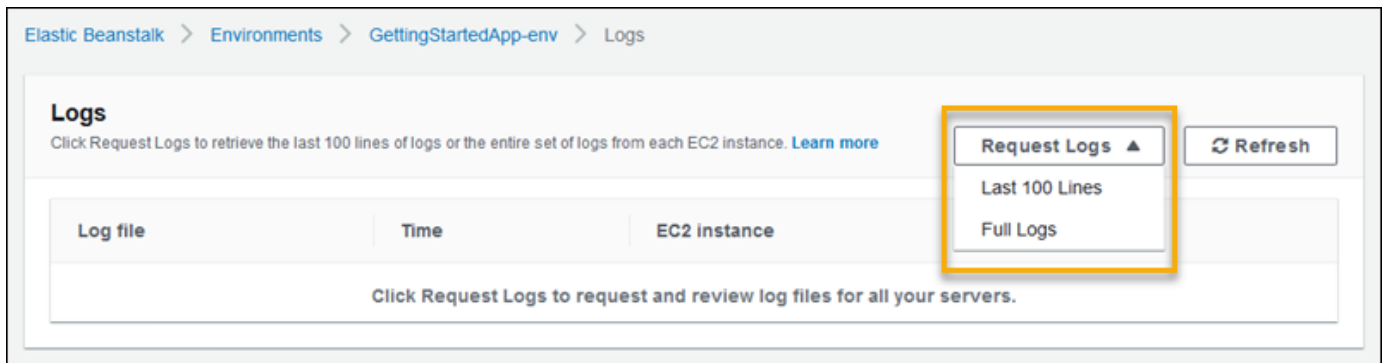 Elastic Beanstalk > Environments > GettingStartedApp-env > Logs
Logs
Click Request Logs to retrieve the last 100 lines of logs or the entire set of logs from each EC2 instance. Learn more
Request Logs ▲
Refresh
Last 100 Lines
Full Logs
Log file Time EC2 instance
Click Request Logs to request and review log files for all your servers.